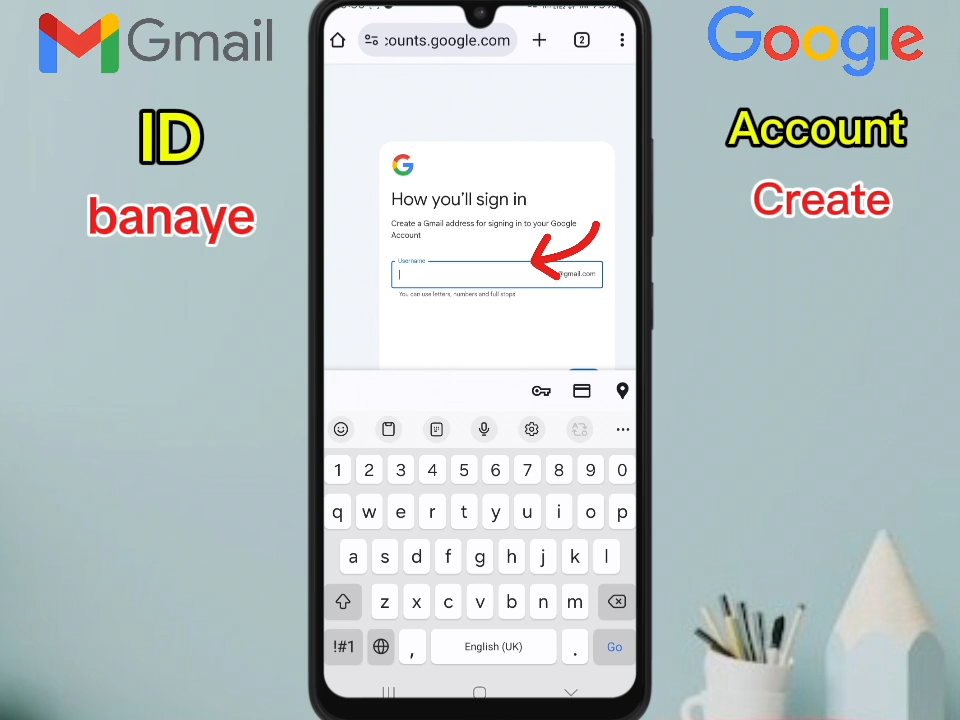 Gmail
ID
banaye
Google
Account
Create
counts.google.com
2
How you'll sign in
Create a Gmail address for signing in to your Google
Account
Username
@gmail.com
You can use letters, numbers and full stops
1 2 3 4 5 6 7 8 9 0
q w e r t y u i o p
a s d f g h j k l
z x c v b n m
!#1 , English (UK) . Go